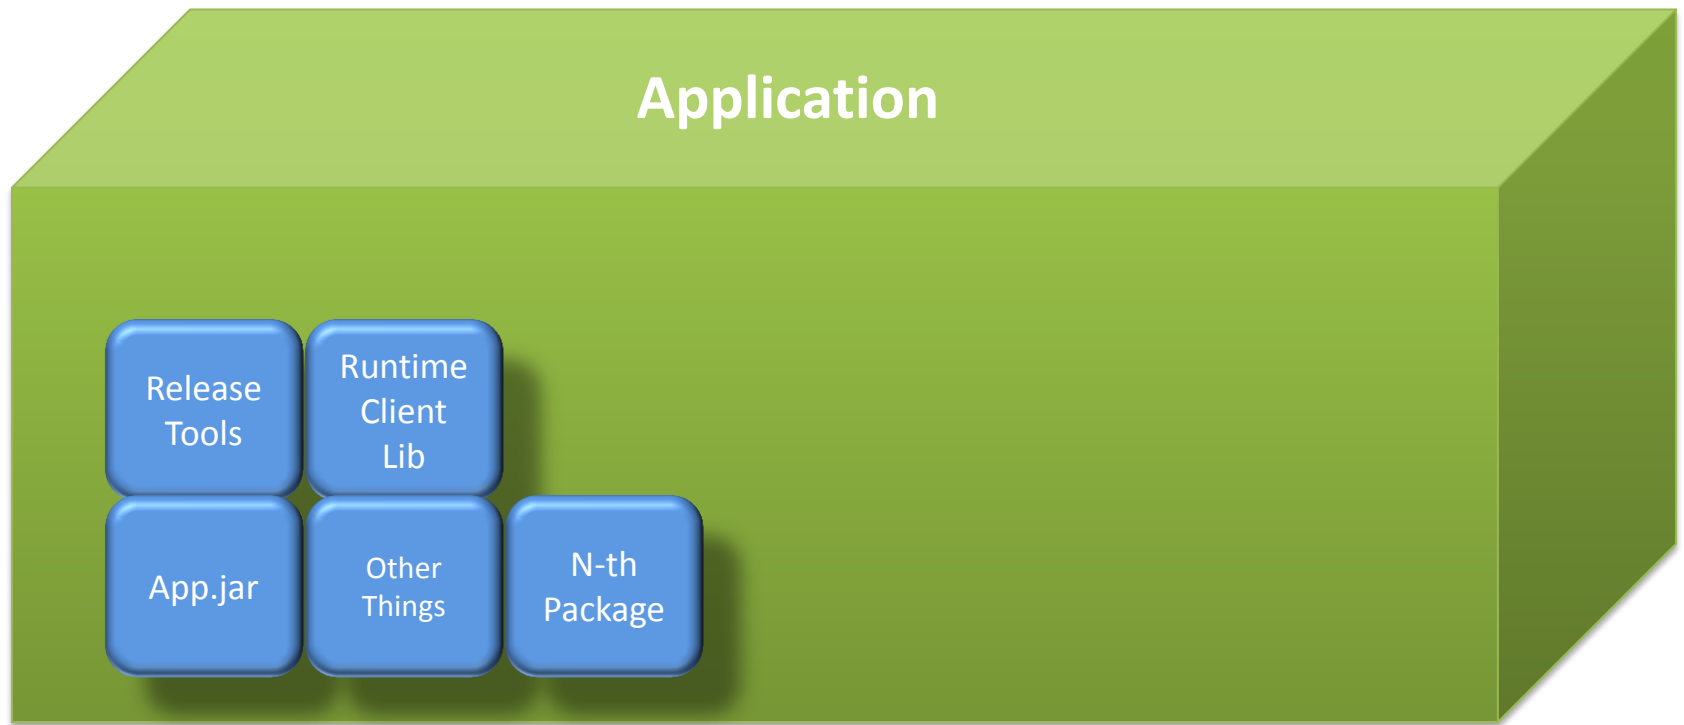 Application
Release
Tools
Runtime
Client
Lib
App.jar
Other
Things
N-th
Package